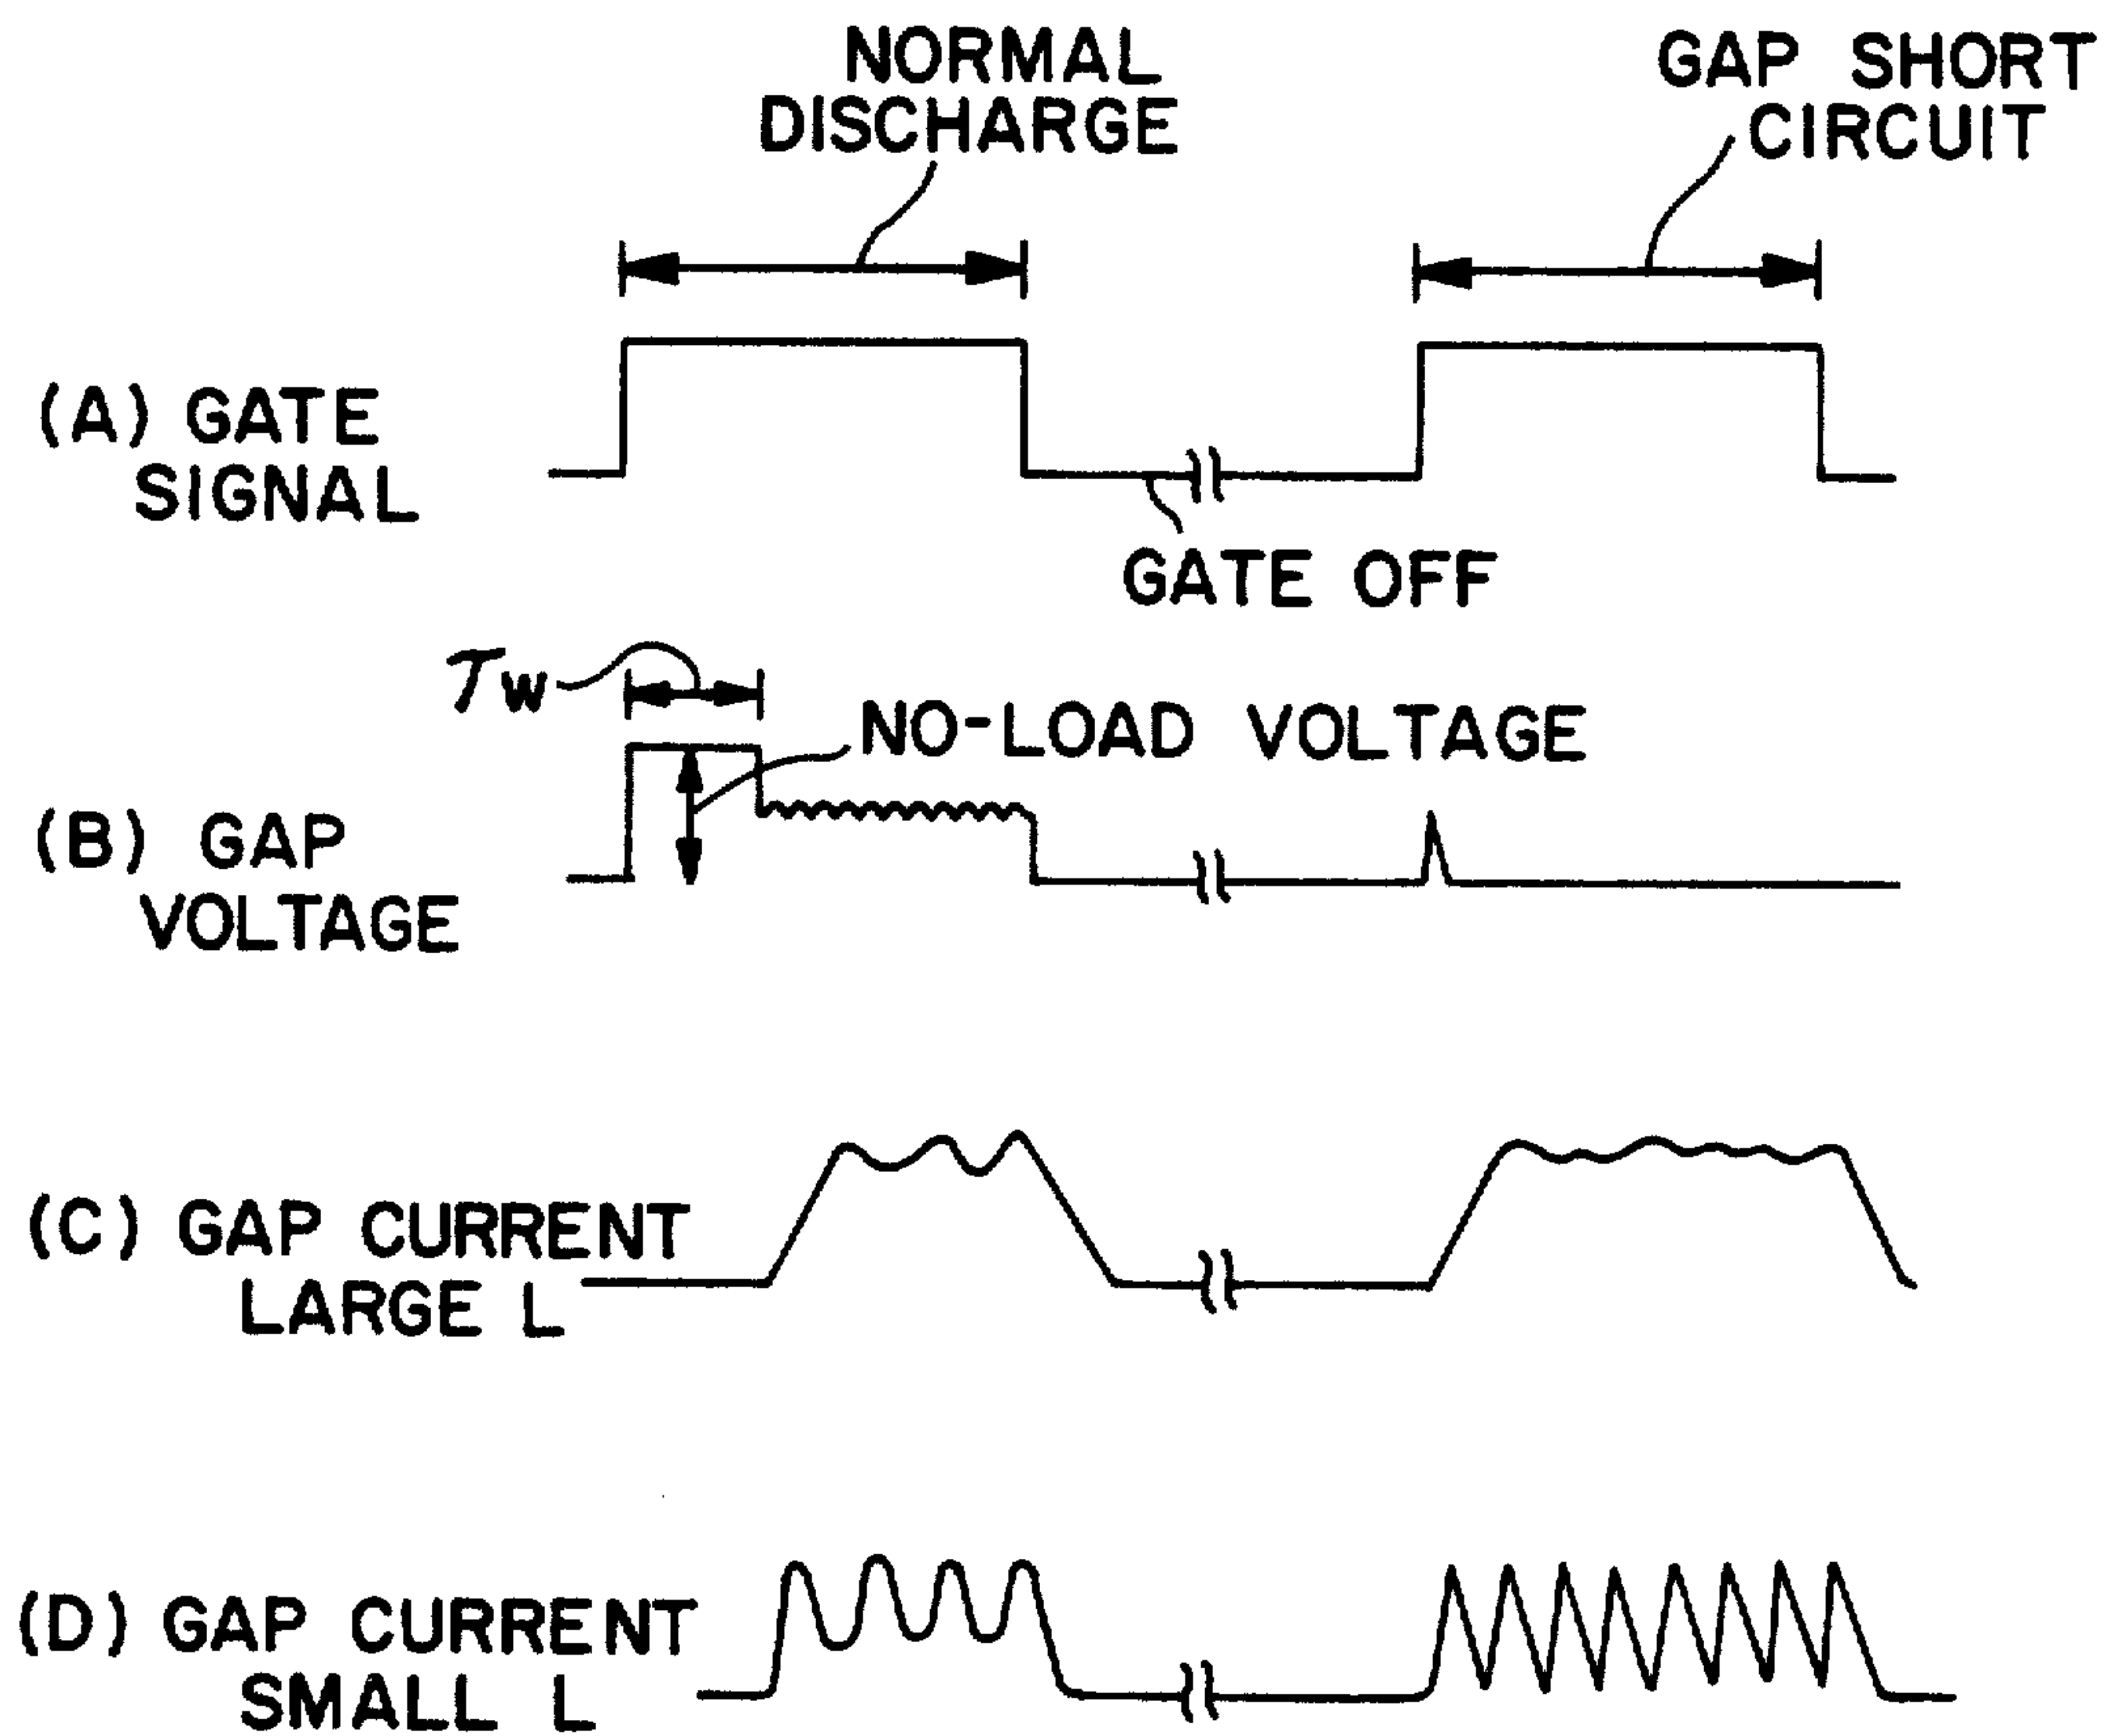 NORMAL
DISCHARGE
GAP SHORT
CIRCUIT
(A) GATE
SIGNAL
GATE OFF
Tw
NO-LOAD VOLTAGE
(B) GAP
VOLTAGE
(C) GAP CURRENT
LARGE L
(D) GAP CURRENT
SMALL L